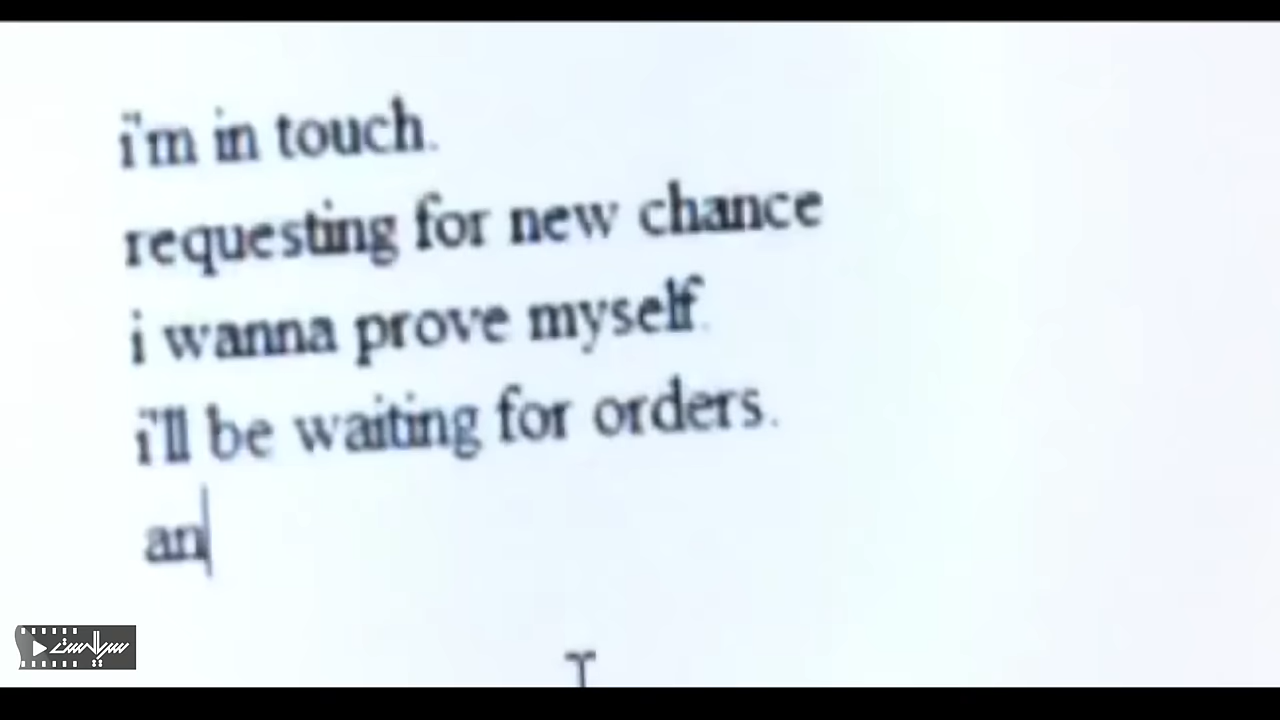 i'm in touch.
requesting for new chance
i wanna prove myself.
i'll be waiting for orders.
an